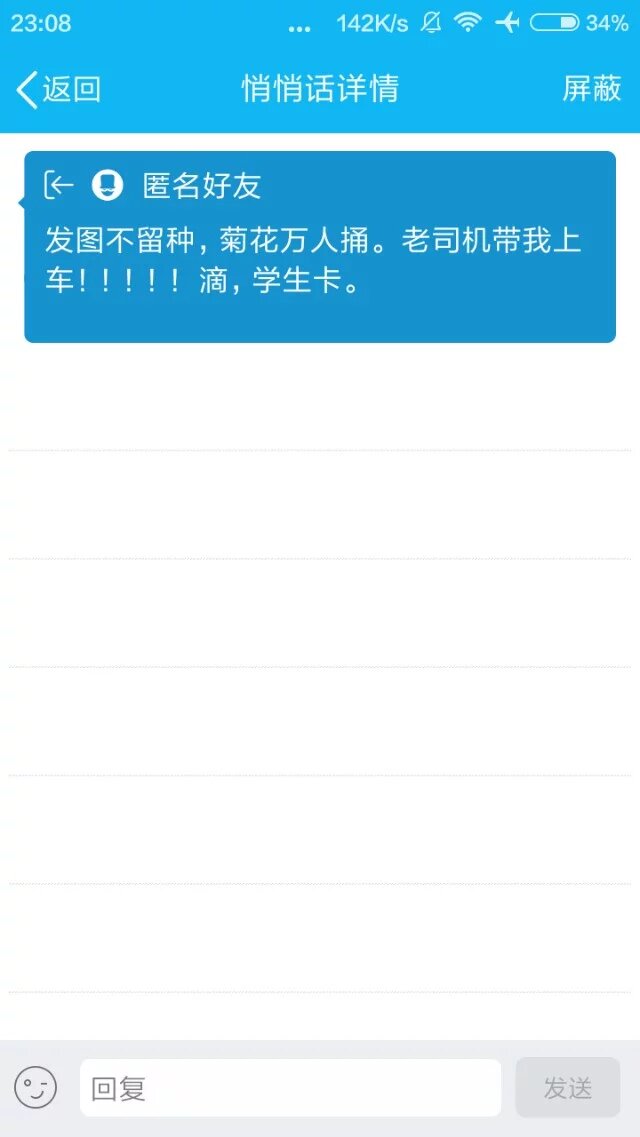 23:08 ... 142K/s 34%
返回 悄悄话详情 屏蔽
匿名好友
发图不留种，菊花万人捅。老司机带我上
车！！！！！滴，学生卡。
回复 发送